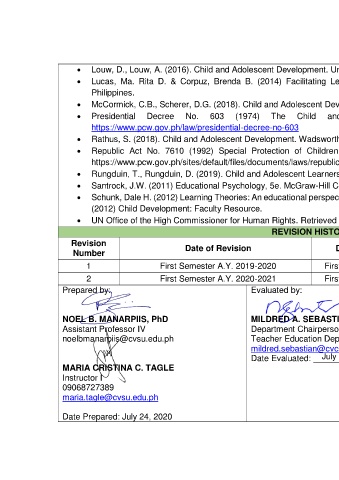 • Louw, D., Louw, A. (2016). Child and Adolescent Development. Un
• Lucas, Ma. Rita D. & Corpuz, Brenda B. (2014) Facilitating Le
Philippines.
• McCormick, C.B., Scherer, D.G. (2018). Child and Adolescent Dev
• Presidential Decree No. 603 (1974) The Child an
https://www.pcw.gov.ph/law/presidential-decree-no-603
• Rathus, S. (2018). Child and Adolescent Development. Wadsworth
• Republic Act No. 7610 (1992) Special Protection of Children
https://www.pcw.gov.ph/sites/default/files/documents/laws/republic
• Rungduin, T., Rungduin, D. (2019). Child and Adolescent Learners
• Santrock, J.W. (2011) Educational Psychology, 5e. McGraw-Hill C
• Schunk, Dale H. (2012) Learning Theories: An educational perspec
(2012) Child Development: Faculty Resource.
• UN Office of the High Commissioner for Human Rights. Retrieved
REVISION HISTO
Revision Number Date of Revision D
1 First Semester A.Y. 2019-2020 Firs
2 First Semester A.Y. 2020-2021 Firs
Prepared by: Evaluated by:
NOEL B. MANARPIIS, PhD MILDRED A. SEBASTI
Assistant Professor IV Department Chairperso
noelbmanarpiis@cvsu.edu.ph Teacher Education Dep
mildred.sebastian@cvs
Date Evaluated: July
MARIA CRISTINA C. TAGLE
Instructor I
09068727389
maria.tagle@cvsu.edu.ph
Date Prepared: July 24, 2020